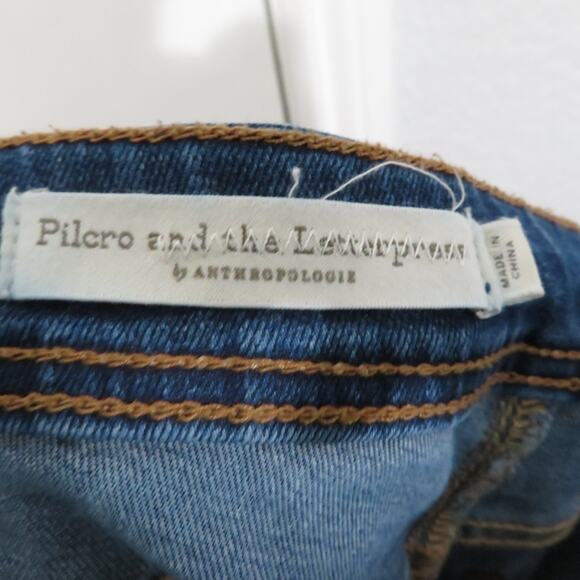 Pilcro and the Letterpress
by ANTHROPOLOGIE
MADE IN
CHINA